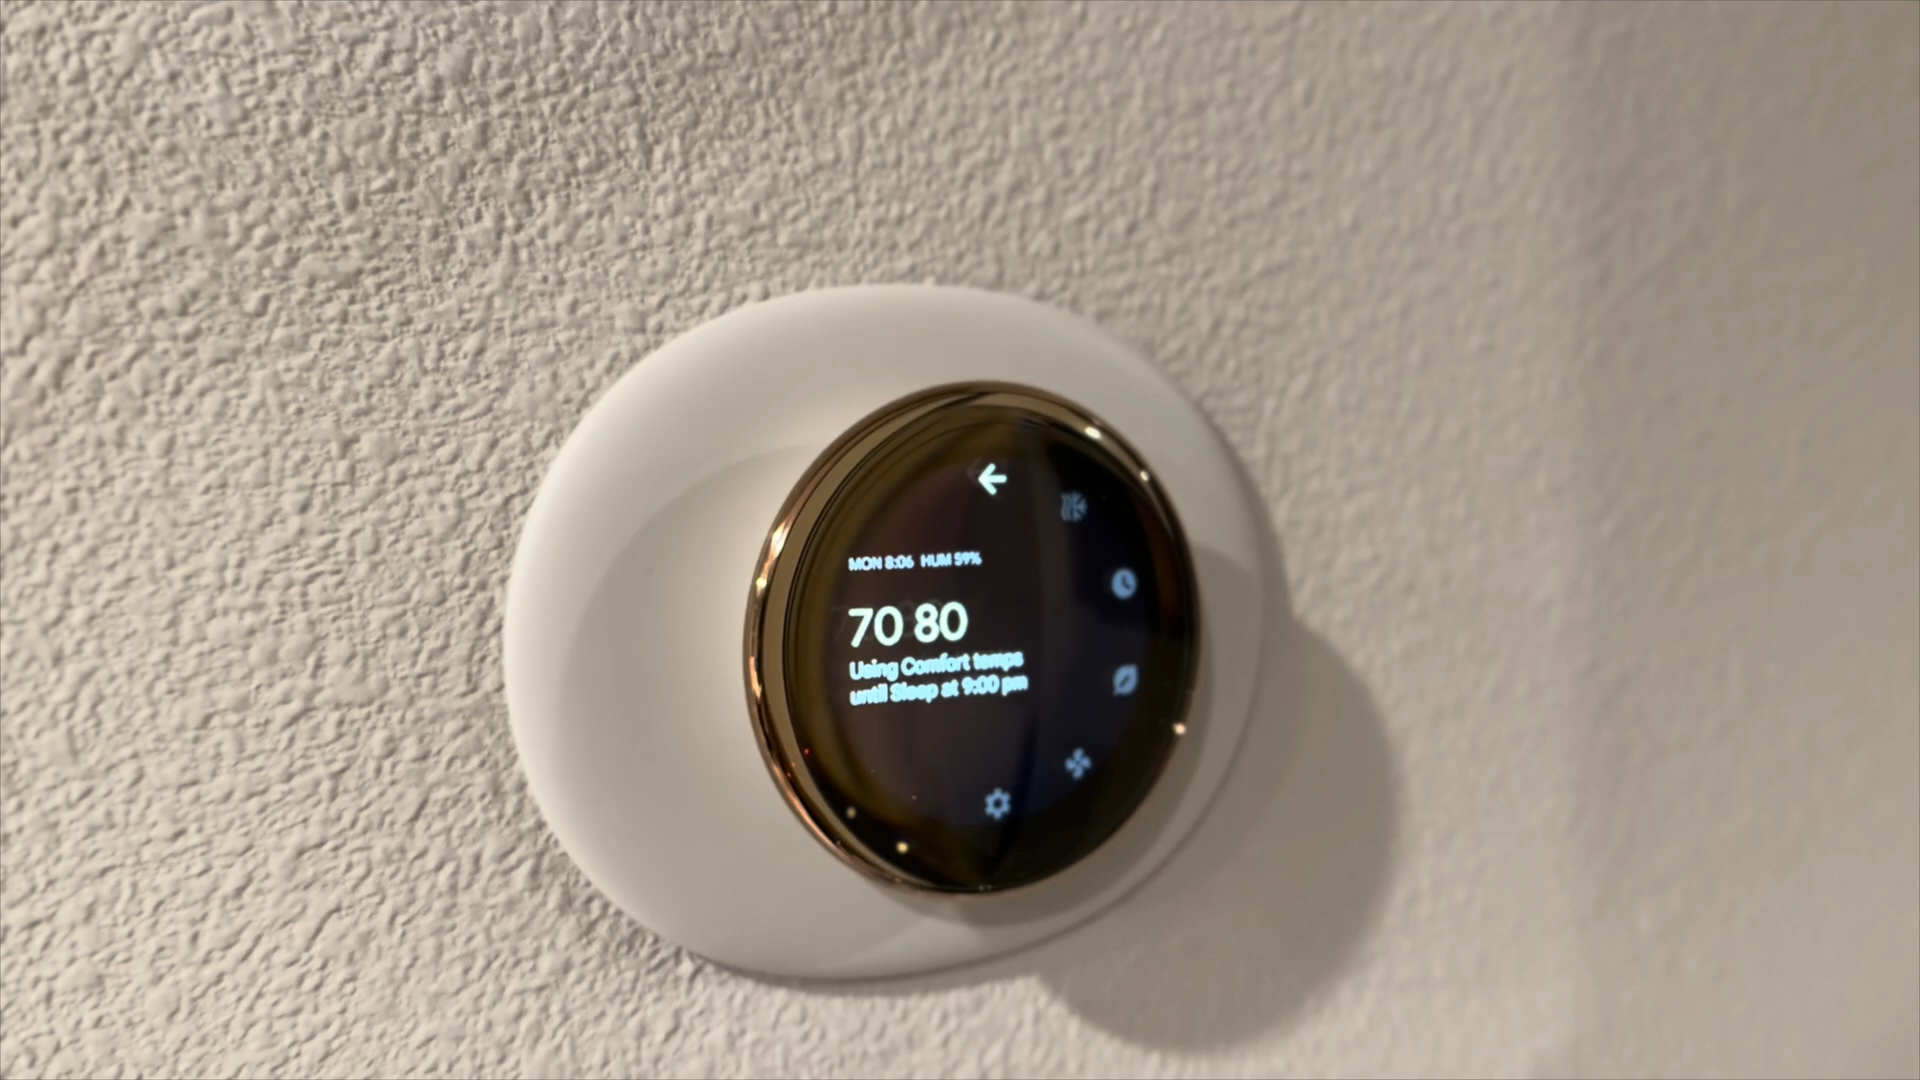 MON 8:06 HUM 59%
70 80
Using Comfort temps
until Sleep at 9:00 pm